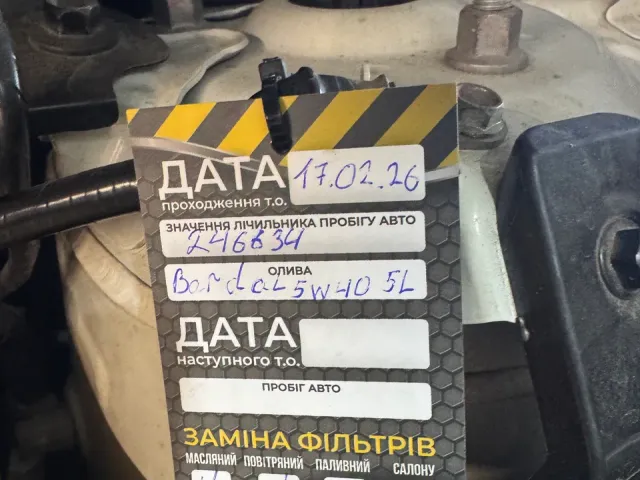 ДАТА 17.02.26
проходження т.о.
ЗНАЧЕННЯ ЛІЧИЛЬНИКА ПРОБІГУ АВТО
246834
ОЛИВА
Bardal 5W40 5L
ДАТА
наступного т.о.
ПРОБІГ АВТО
ЗАМІНА ФІЛЬТРІВ
МАСЛЯНИЙ ПОВІТРЯНИЙ ПАЛИВНИЙ САЛОНУ